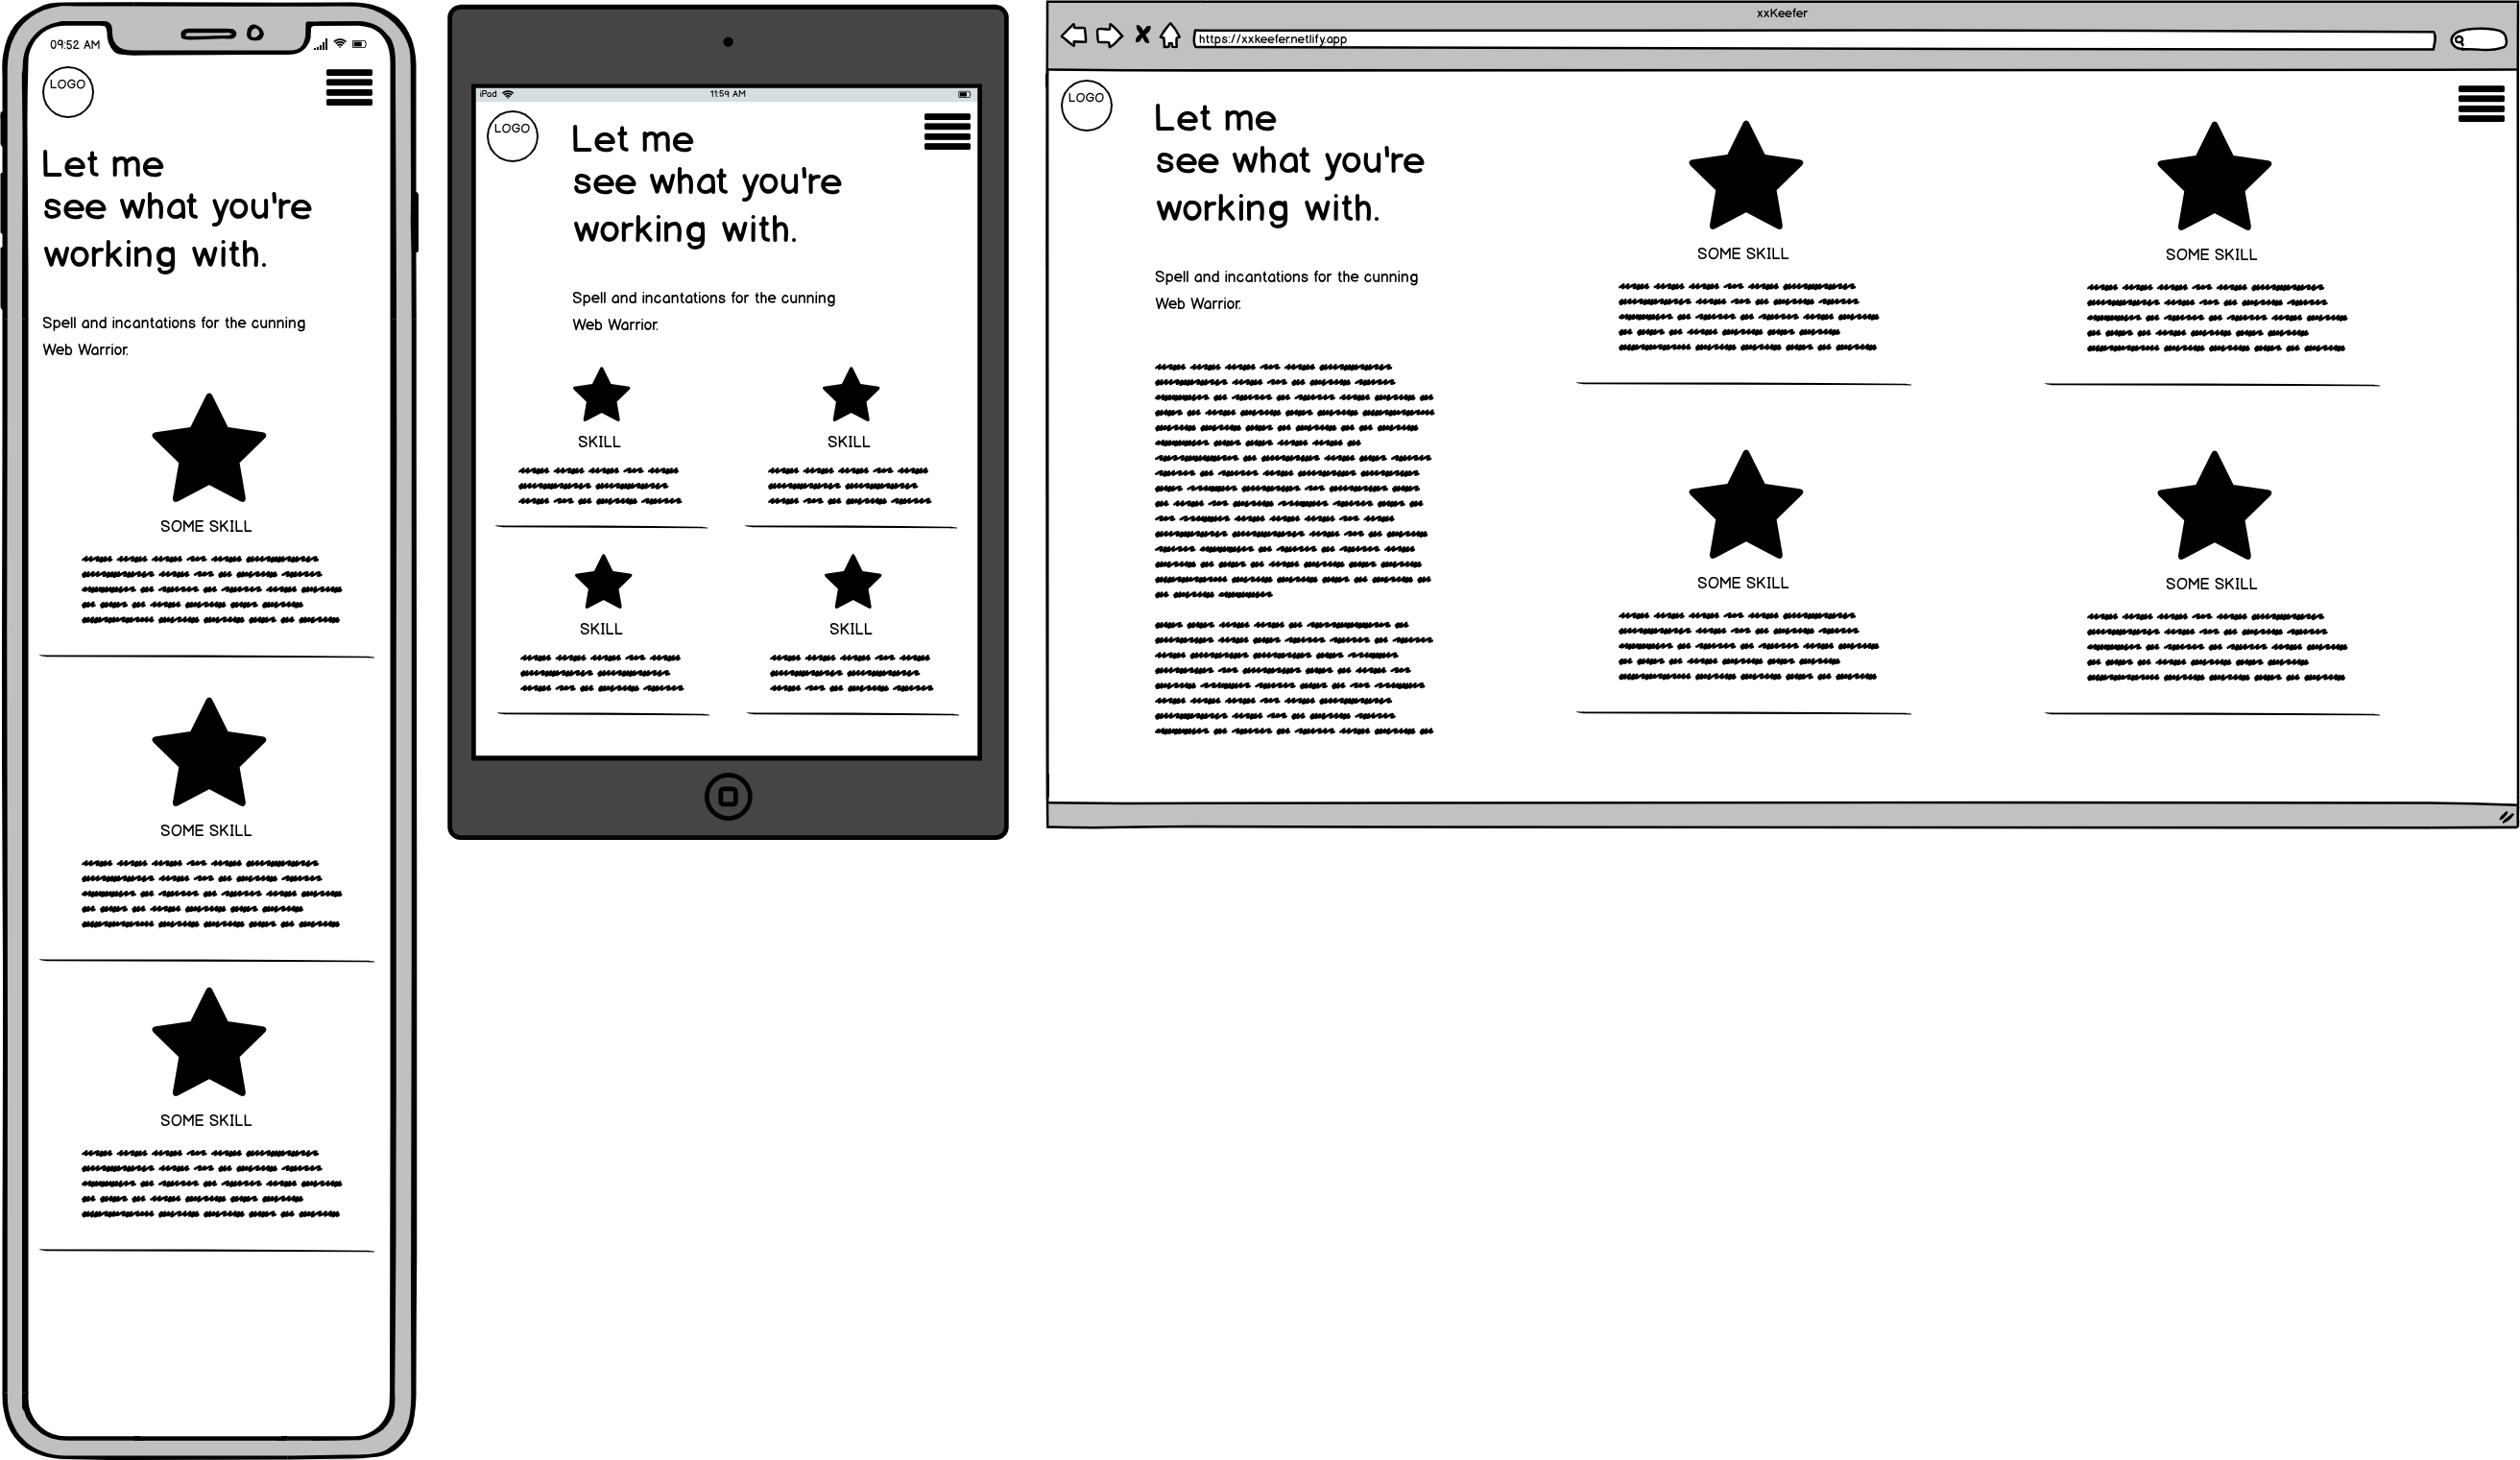 09:52 AM
LOGO
Let me
see what you're
working with.
Spell and incantations for the cunning
Web Warrior.
SOME SKILL
SOME SKILL
SOME SKILL
iPad
11:59 AM
LOGO
Let me
see what you're
working with.
Spell and incantations for the cunning
Web Warrior.
SKILL
SKILL
SKILL
SKILL
xxKeefer
https://xxkeefer.netlify.app
LOGO
Let me
see what you're
working with.
Spell and incantations for the cunning
Web Warrior.
SOME SKILL
SOME SKILL
SOME SKILL
SOME SKILL